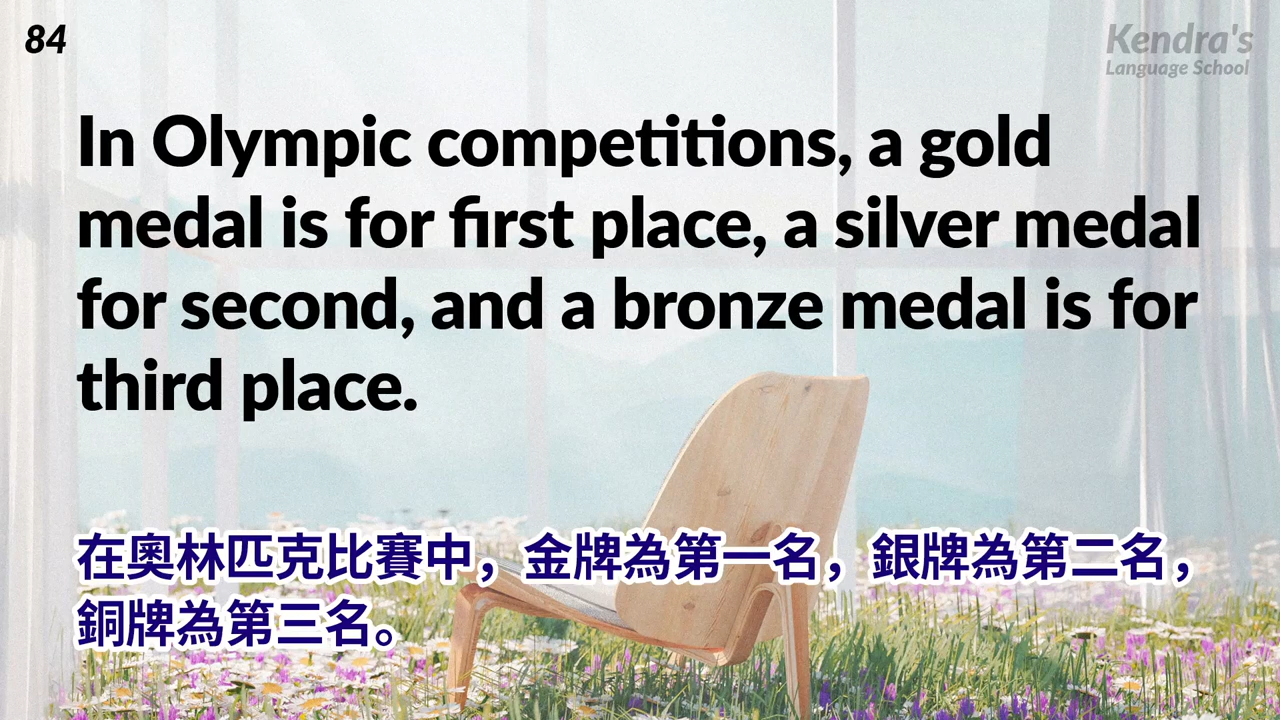 84
Kendra's
Language School
In Olympic competitions, a gold
medal is for first place, a silver medal
for second, and a bronze medal is for
third place.
在奧林匹克比賽中，金牌為第一名，銀牌為第二名，
銅牌為第三名。